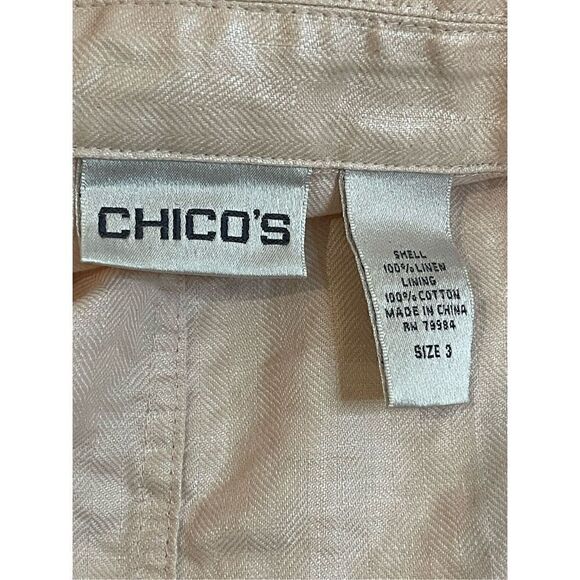 CHICO'S
SHELL
100% LINEN
LINING
100% COTTON
MADE IN CHINA
RN 79984
SIZE 3